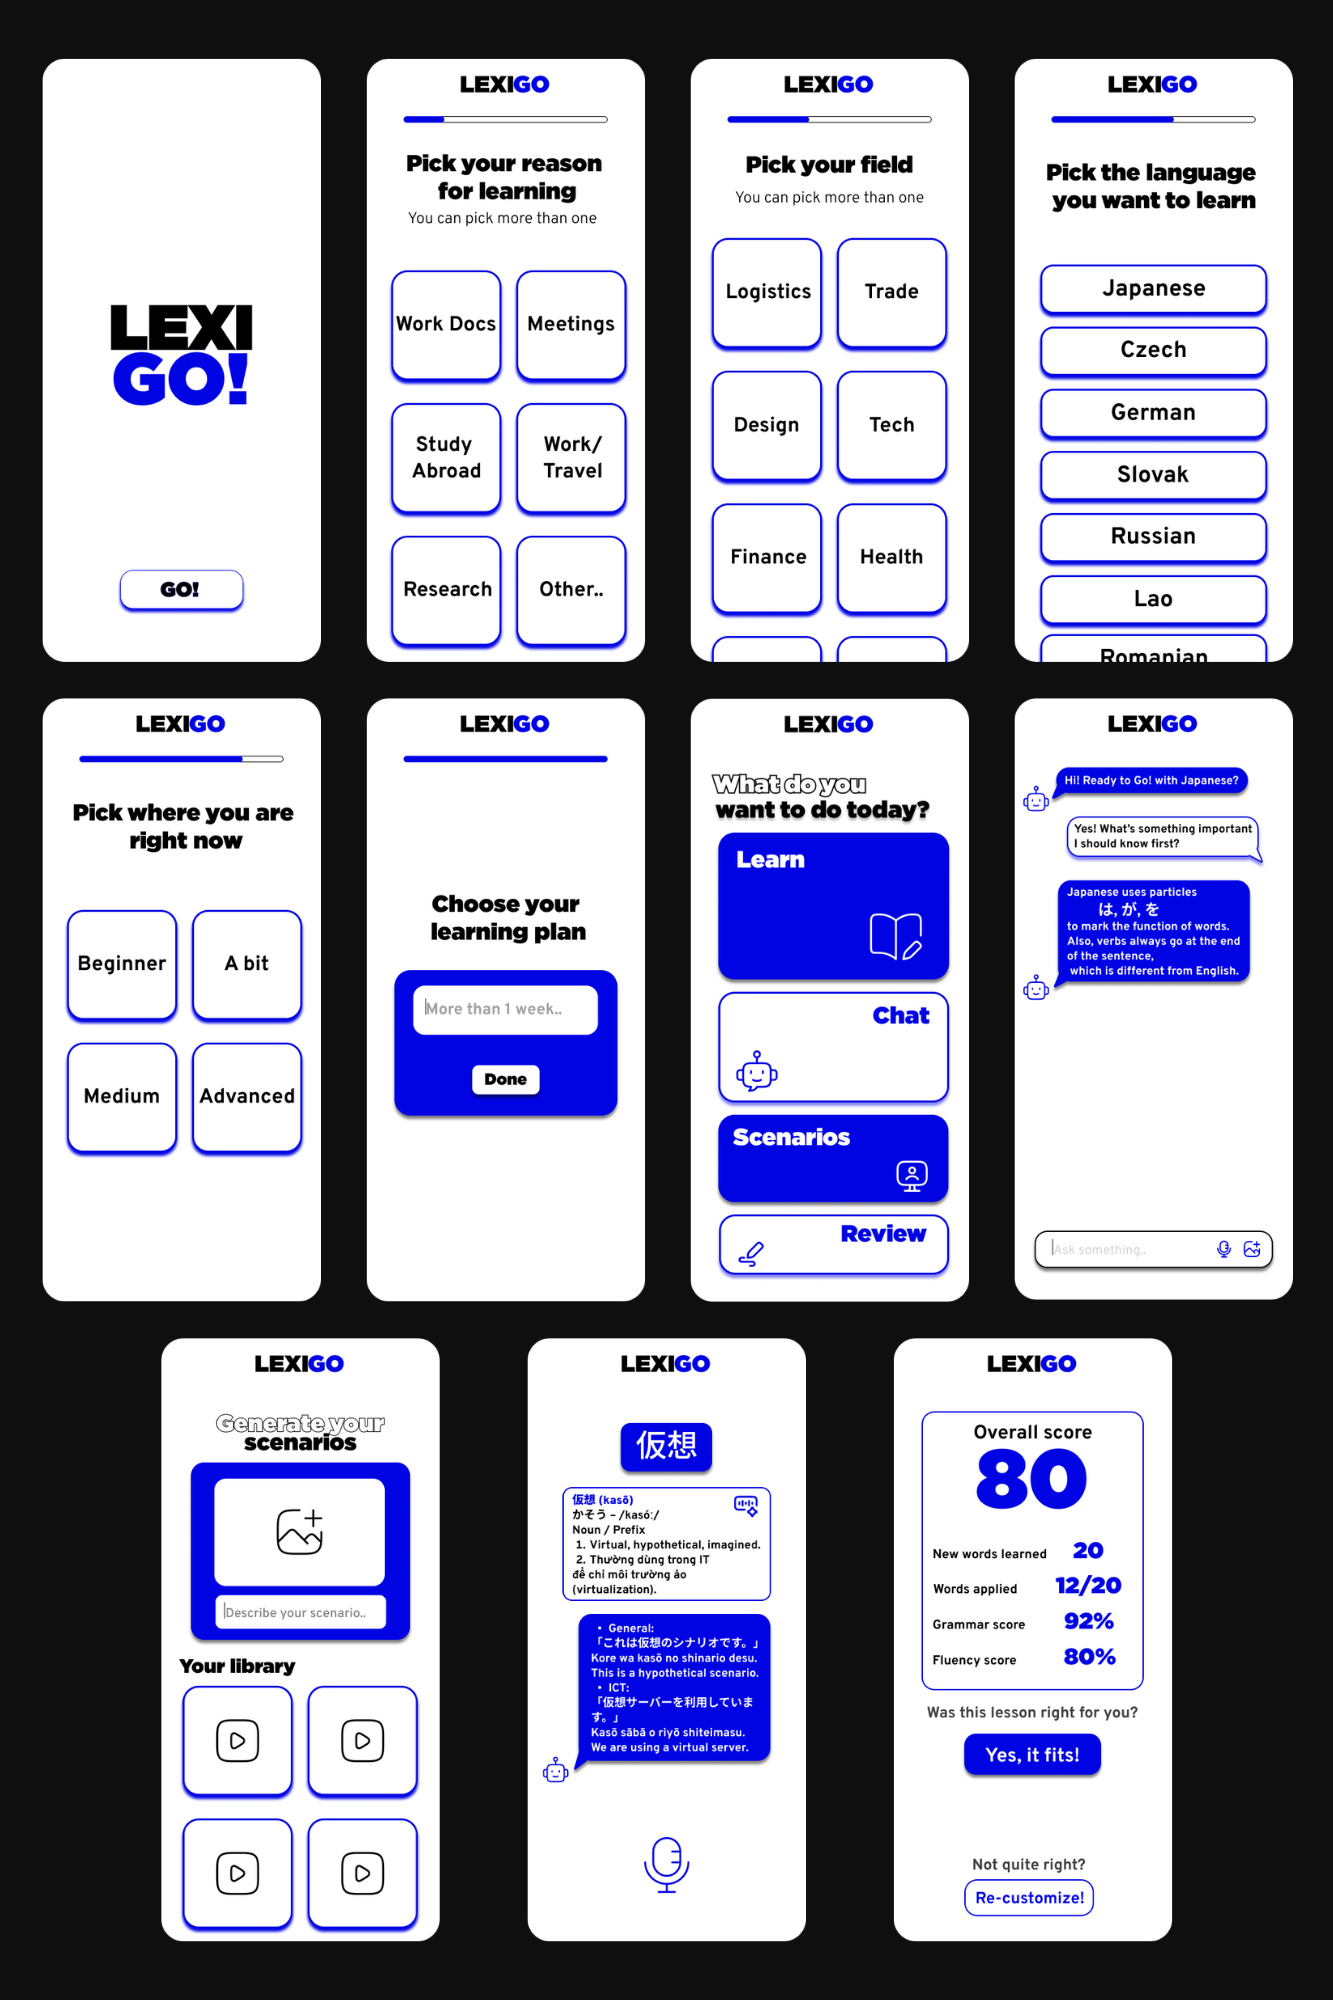 LEXI
GO!
GO!
LEXIGO
Pick your reason
for learning
You can pick more than one
Work Docs
Meetings
Study
Abroad
Work/
Travel
Research
Other..
LEXIGO
Pick your field
You can pick more than one
Logistics
Trade
Design
Tech
Finance
Health
LEXIGO
Pick the language
you want to learn
Japanese
Czech
German
Slovak
Russian
Lao
Romanian
LEXIGO
Pick where you are
right now
Beginner
A bit
Medium
Advanced
LEXIGO
Choose your
learning plan
More than 1 week..
Done
LEXIGO
What do you
want to do today?
Learn
Chat
Scenarios
Review
LEXIGO
Hi! Ready to Go! with Japanese?
Yes! What's something important
I should know first?
Japanese uses particles
は, が, を
to mark the function of words.
Also, verbs always go at the end
of the sentence,
which is different from English.
Ask something..
LEXIGO
Generate your
scenarios
Describe your scenario..
Your library
LEXIGO
仮想
仮想 (kasō)
かそう – /kasóː/
Noun / Prefix
1. Virtual, hypothetical, imagined.
2. Thường dùng trong IT
để chỉ môi trường ảo
(virtualization).
• General:
「これは仮想のシナリオです。」
Kore wa kasō no shinario desu.
This is a hypothetical scenario.
• ICT:
「仮想サーバーを利用していま
す。」
Kasō sābā o riyō shiteimasu.
We are using a virtual server.
LEXIGO
Overall score
80
New words learned 20
Words applied 12/20
Grammar score 92%
Fluency score 80%
Was this lesson right for you?
Yes, it fits!
Not quite right?
Re-customize!